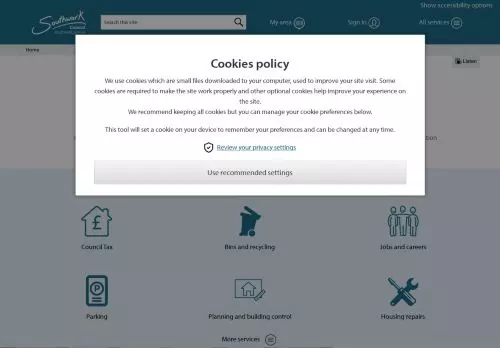 Show accessibility options
Southwark
Council
Search this site
My area
Sign in
All services
Home
Listen
Cookies policy
We use cookies which are small files downloaded to your computer, used to improve your site visit. Some
cookies are required to make the site work properly and other optional cookies help improve your experience on
the site.
We recommend keeping all cookies but you can manage your cookie preferences below.
This tool will set a cookie on your device to remember your preferences and can be changed at any time.
Review your privacy settings
Use recommended settings
Council Tax
Bins and recycling
Jobs and careers
Parking
Planning and building control
Housing repairs
More services